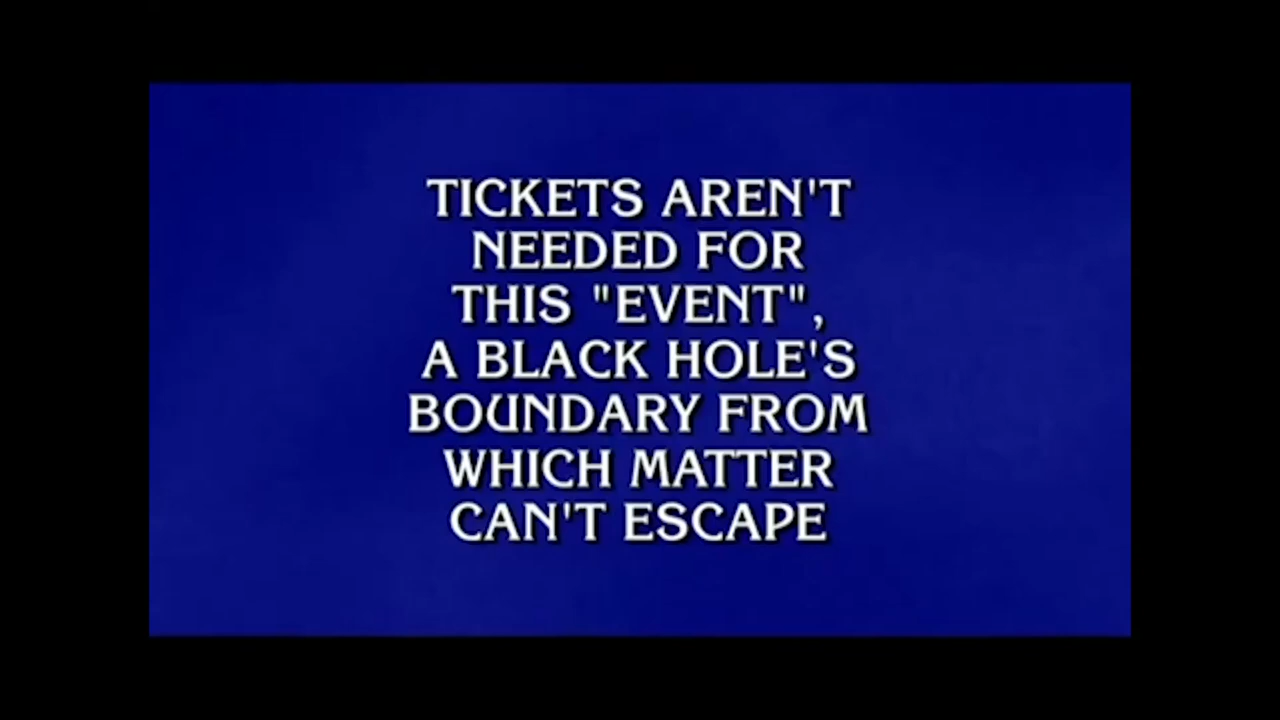 TICKETS AREN'T
NEEDED FOR
THIS "EVENT",
A BLACK HOLE'S
BOUNDARY FROM
WHICH MATTER
CAN'T ESCAPE